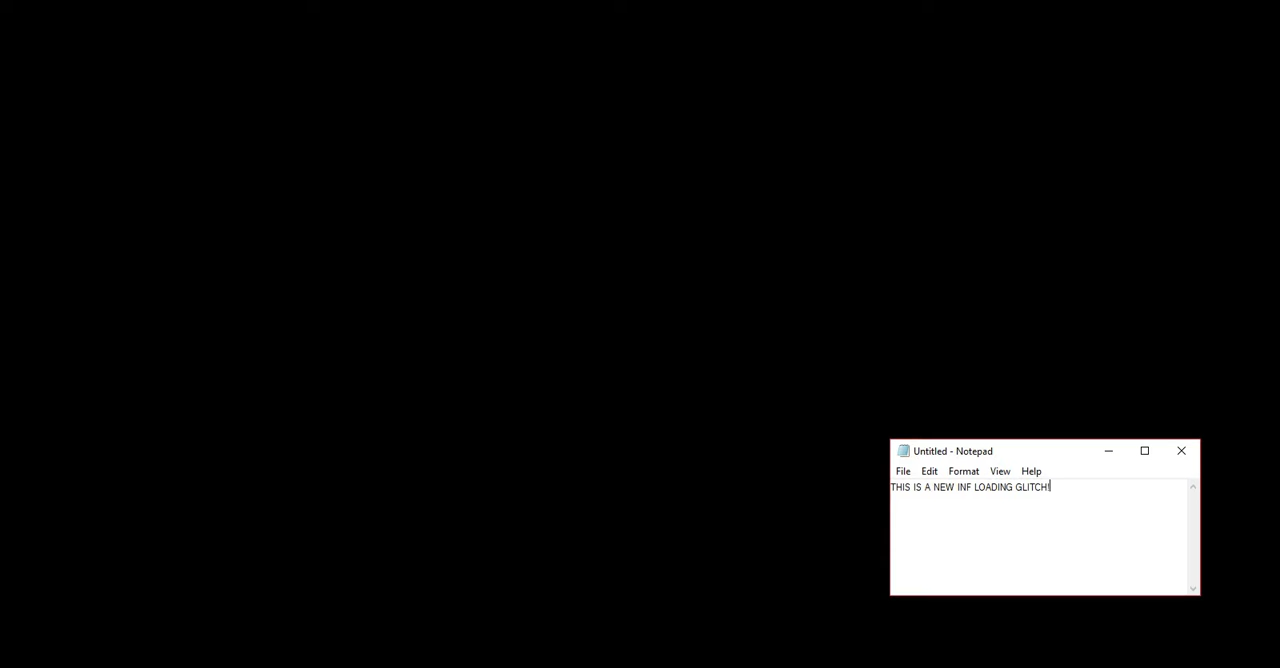 Untitled - Notepad
File Edit Format View Help
THIS IS A NEW INF LOADING GLITCH!